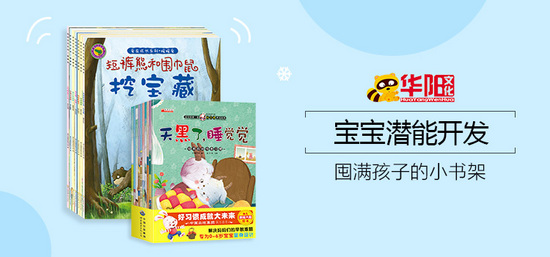 短裤熊和围巾鼠
挖宝藏
天黑了,睡觉觉
好习惯成就大未来
华阳文化
HuaYangWenHua
宝宝潜能开发
囤满孩子的小书架